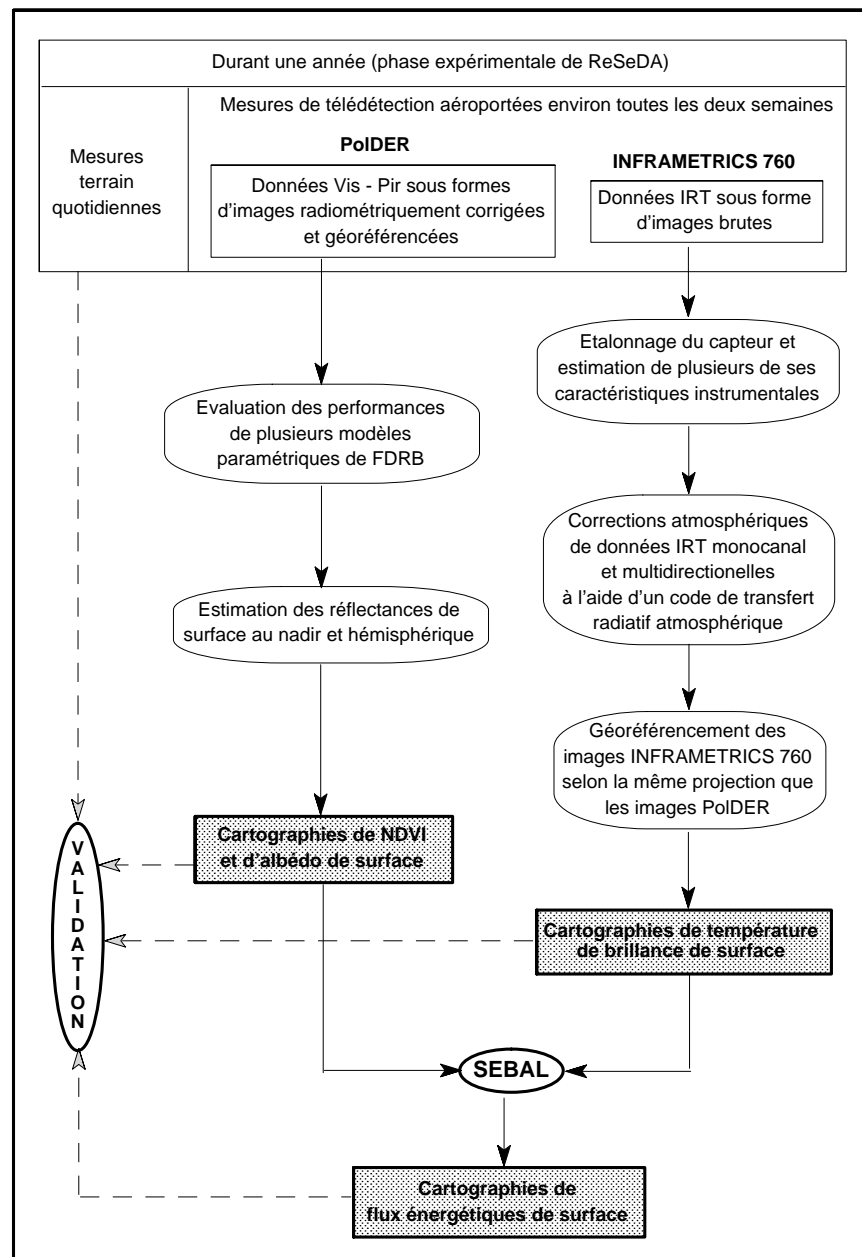 Durant une année (phase expérimentale de ReSeDA)
Mesures de télédétection aéroportées environ toutes les deux semaines
Mesures
terrain
quotidiennes
PolDER
Données Vis - Pir sous formes
d'images radiométriquement corrigées
et géoréférencées
INFRAMETRICS 760
Données IRT sous forme
d'images brutes
Etalonnage du capteur et
estimation de plusieurs de ses
caractéristiques instrumentales
Evaluation des performances
de plusieurs modèles
paramétriques de FDRB
Corrections atmosphériques
de données IRT monocanal
et multidirectionelles
à l'aide d'un code de transfert
radiatif atmosphérique
Estimation des réflectances de
surface au nadir et hémisphérique
Géoréférencement des
images INFRAMETRICS 760
selon la même projection que
les images PolDER
Cartographies de NDVI
et d'albédo de surface
VALIDATION
Cartographies de température
de brillance de surface
SEBAL
Cartographies de
flux énergétiques de surface